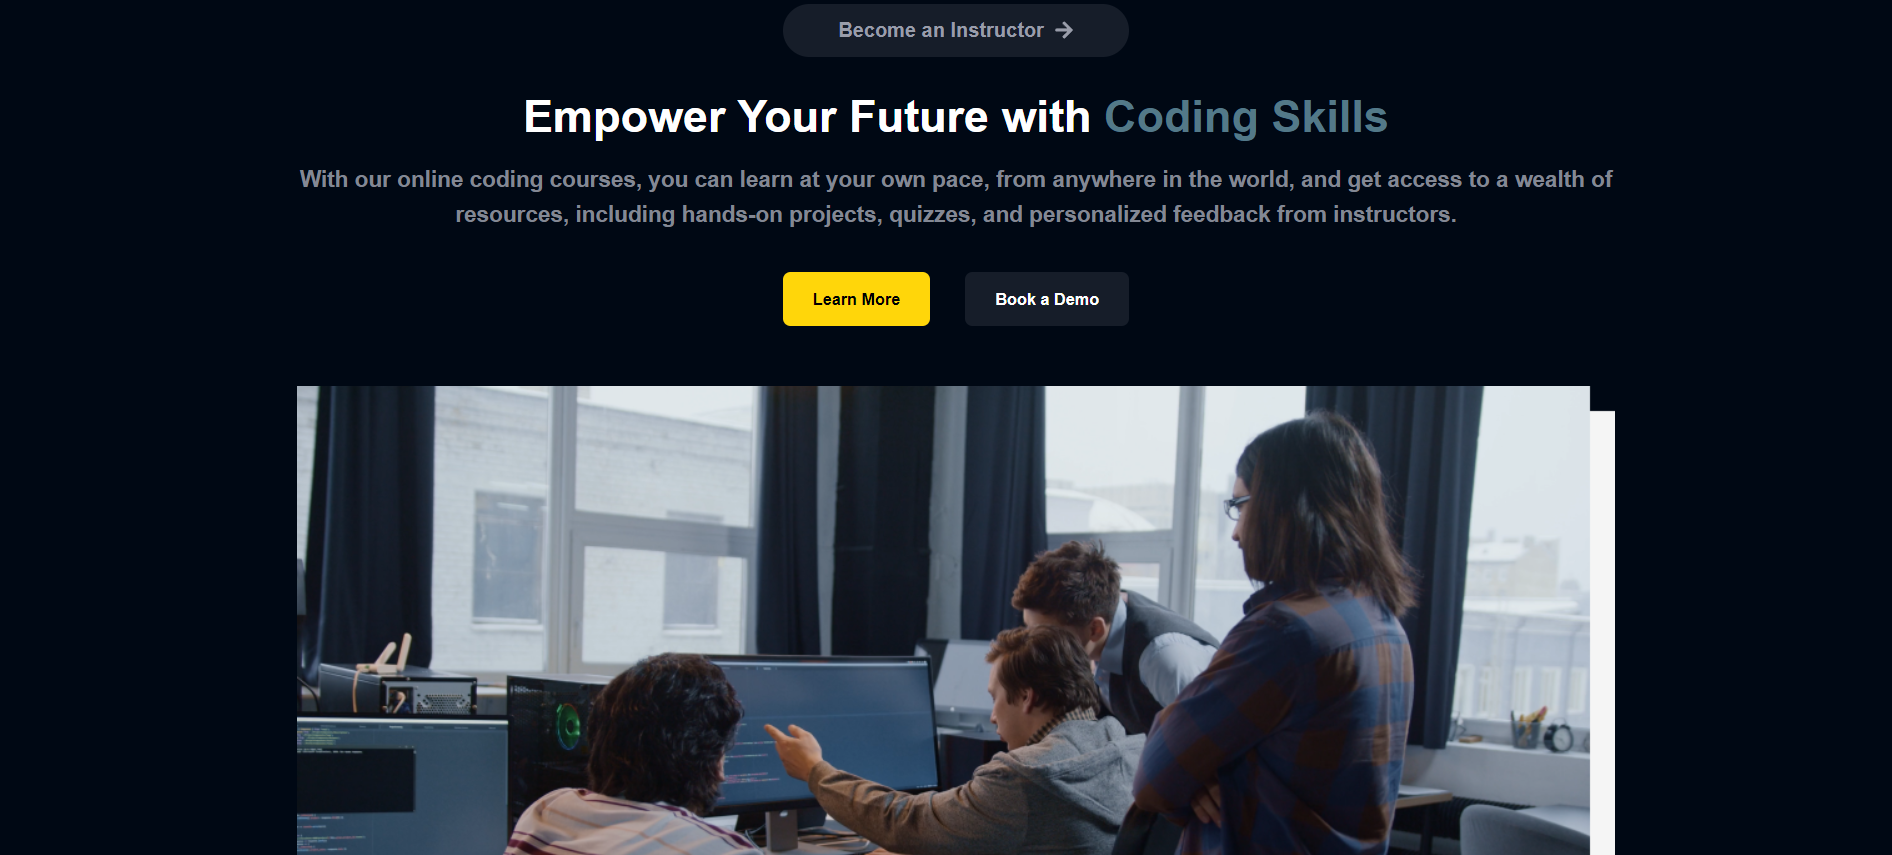 Become an Instructor
Empower Your Future with Coding Skills
With our online coding courses, you can learn at your own pace, from anywhere in the world, and get access to a wealth of
resources, including hands-on projects, quizzes, and personalized feedback from instructors.
Learn More
Book a Demo